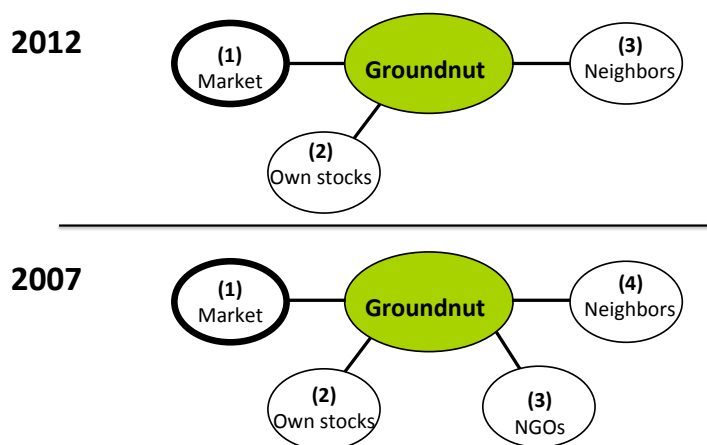 2012
(1)
Market
Groundnut
(3)
Neighbors
(2)
Own stocks
2007
(1)
Market
Groundnut
(4)
Neighbors
(2)
Own stocks
(3)
NGOs